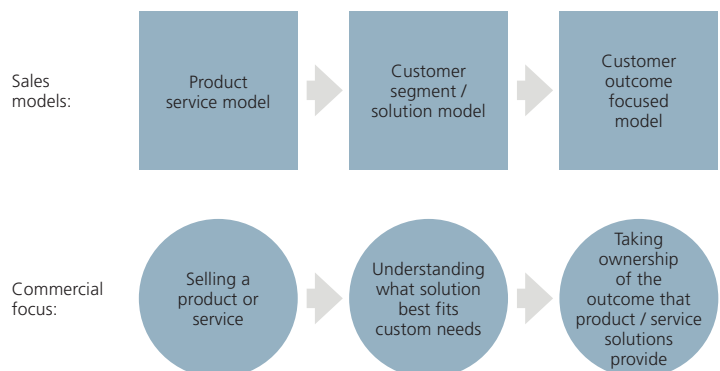 Sales
models:
Product
service model
Customer
segment /
solution model
Customer
outcome
focused
model
Commercial
focus:
Selling a
product or
service
Understanding
what solution
best fits
custom needs
Taking
ownership
of the
outcome that
product / service
solutions
provide